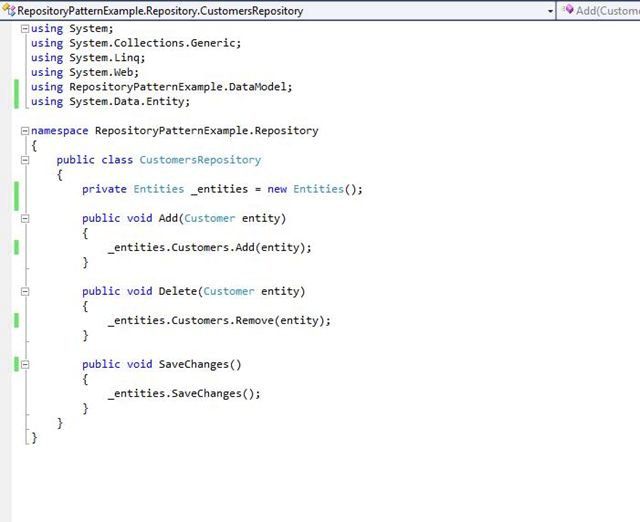 RepositoryPatternExample.Repository.CustomersRepository
Add(Custome
using System;
using System.Collections.Generic;
using System.Linq;
using System.Web;
using RepositoryPatternExample.DataModel;
using System.Data.Entity;
namespace RepositoryPatternExample.Repository
{
    public class CustomersRepository
    {
        private Entities _entities = new Entities();
        public void Add(Customer entity)
        {
            _entities.Customers.Add(entity);
        }
        public void Delete(Customer entity)
        {
            _entities.Customers.Remove(entity);
        }
        public void SaveChanges()
        {
            _entities.SaveChanges();
        }
    }
}